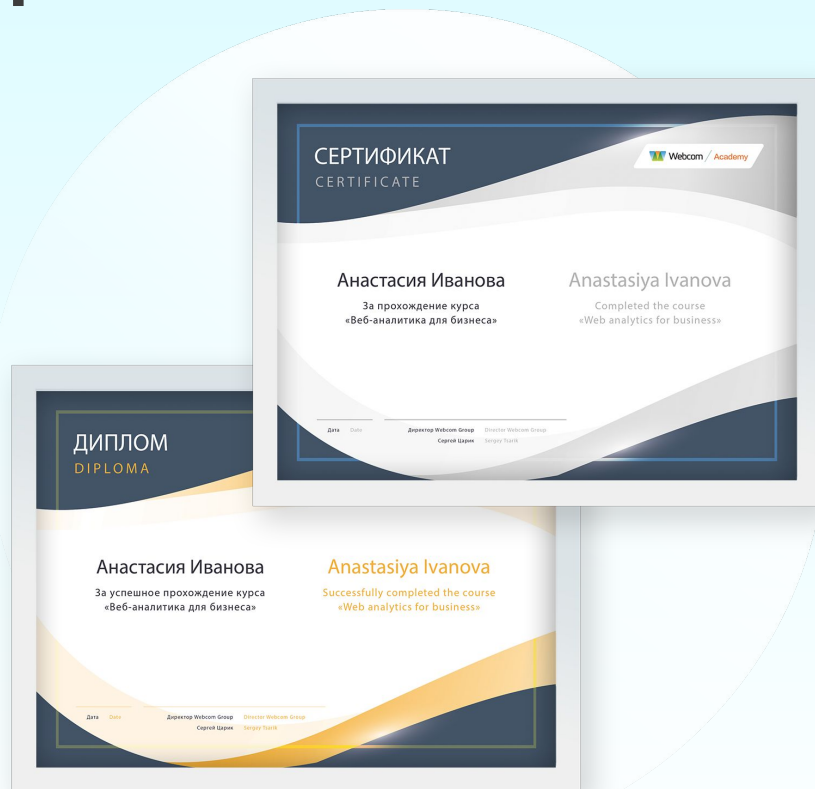 СЕРТИФИКАТ
CERTIFICATE
Webcom / Academy
Анастасия Иванова
За прохождение курса
«Веб-аналитика для бизнеса»
Anastasiya Ivanova
Completed the course
«Web analytics for business»
Дата Date
Директор Webcom Group Director Webcom Group
Сергей Царик Sergey Tsarik
ДИПЛОМ
DIPLOMA
Анастасия Иванова
За успешное прохождение курса
«Веб-аналитика для бизнеса»
Anastasiya Ivanova
Successfully completed the course
«Web analytics for business»
Дата Date
Директор Webcom Group Director Webcom Group
Сергей Царик Sergey Tsarik